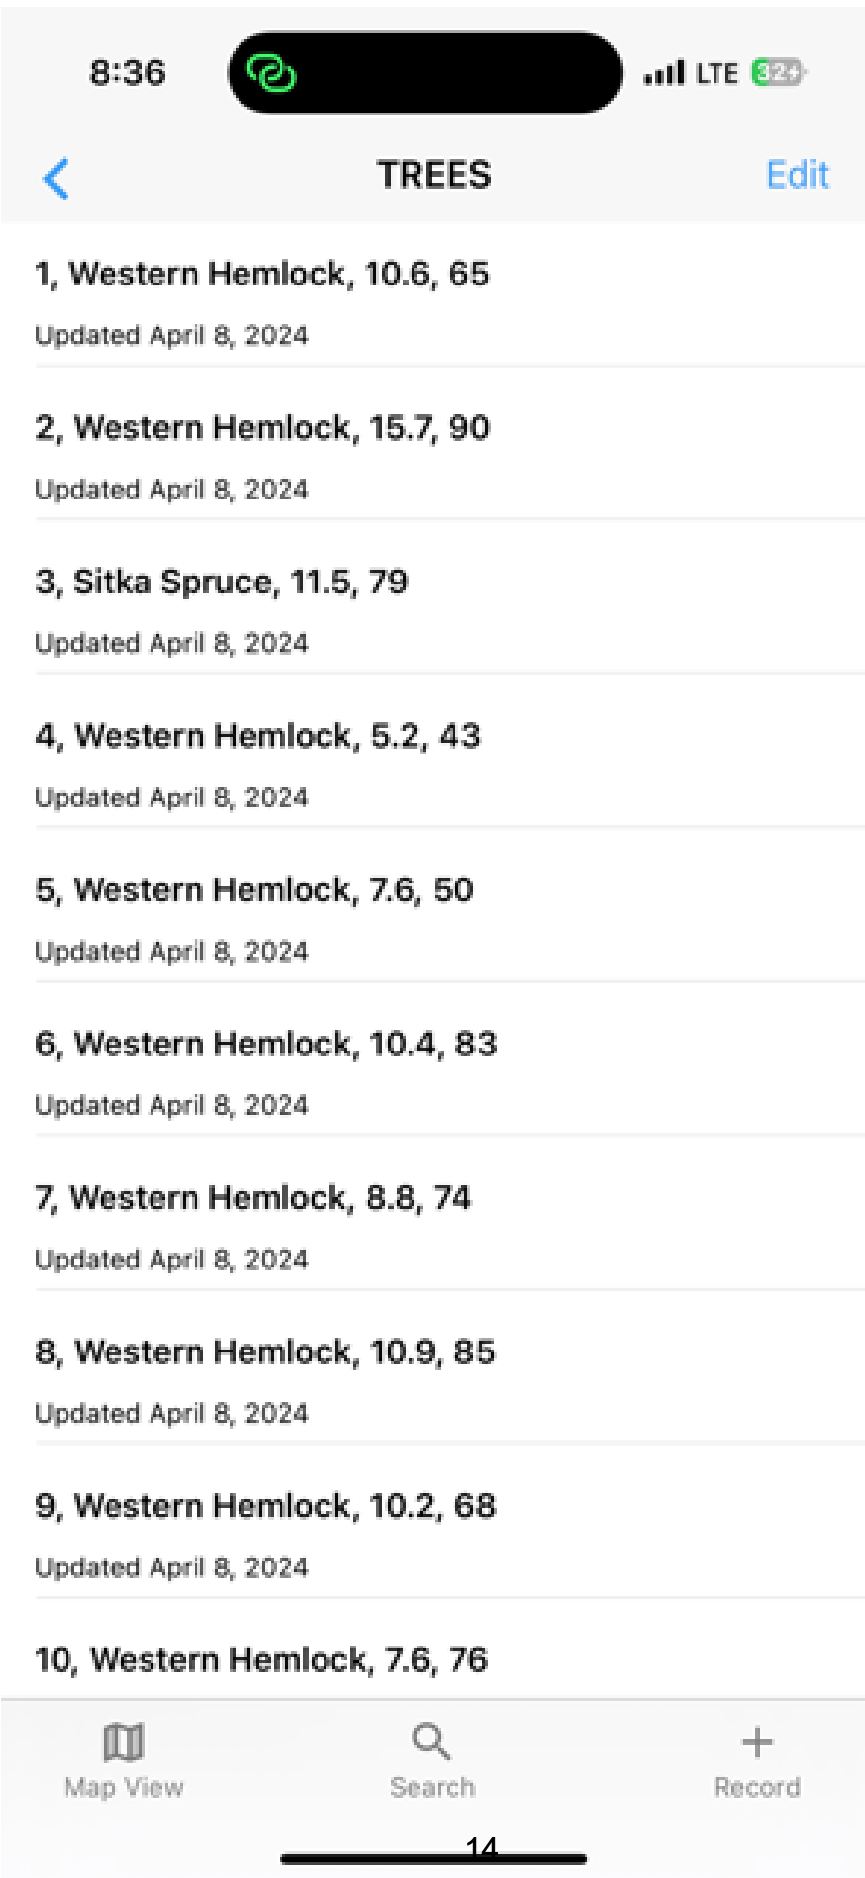 8:36 LTE 32
TREES Edit
1, Western Hemlock, 10.6, 65
Updated April 8, 2024
2, Western Hemlock, 15.7, 90
Updated April 8, 2024
3, Sitka Spruce, 11.5, 79
Updated April 8, 2024
4, Western Hemlock, 5.2, 43
Updated April 8, 2024
5, Western Hemlock, 7.6, 50
Updated April 8, 2024
6, Western Hemlock, 10.4, 83
Updated April 8, 2024
7, Western Hemlock, 8.8, 74
Updated April 8, 2024
8, Western Hemlock, 10.9, 85
Updated April 8, 2024
9, Western Hemlock, 10.2, 68
Updated April 8, 2024
10, Western Hemlock, 7.6, 76
Map View Search Record
14